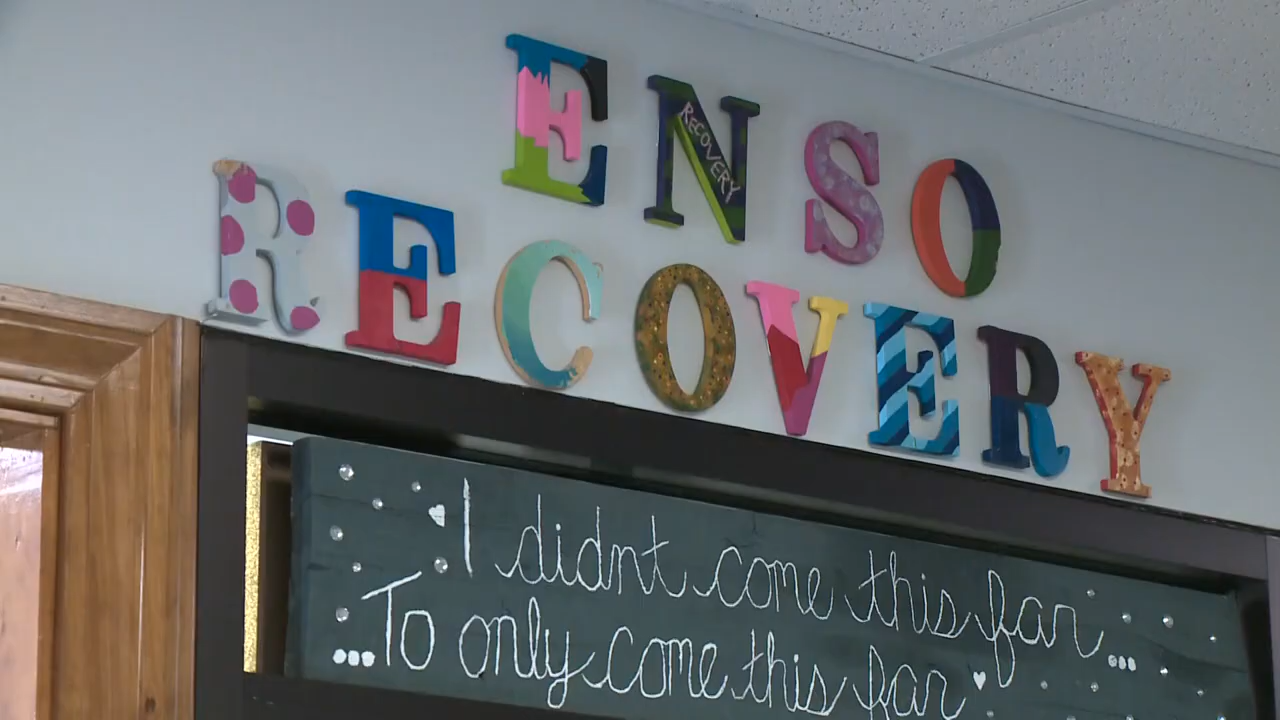 ENSO
RECOVERY
RECOVERY
I didnt come this far...
...To only come this far